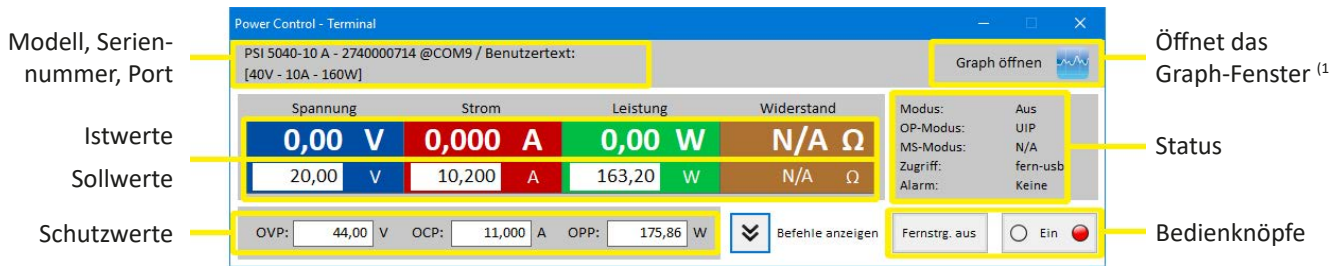 Power Control - Terminal
Modell, Serien-
nummer, Port
PSI 5040-10 A - 2740000714 @COM9 / Benutzertext:
[40V - 10A - 160W]
Graph öffnen
Öffnet das
Graph-Fenster (1
Spannung Strom Leistung Widerstand
Istwerte
0,00 V 0,000 A 0,00 W N/A Ω
Sollwerte
20,00 V 10,200 A 163,20 W N/A Ω
Modus: Aus
OP-Modus: UIP
MS-Modus: N/A
Zugriff: fern-usb
Alarm: Keine
Status
Schutzwerte
OVP: 44,00 V OCP: 11,000 A OPP: 175,86 W
Befehle anzeigen
Fernstrg. aus
Ein
Bedienknöpfe